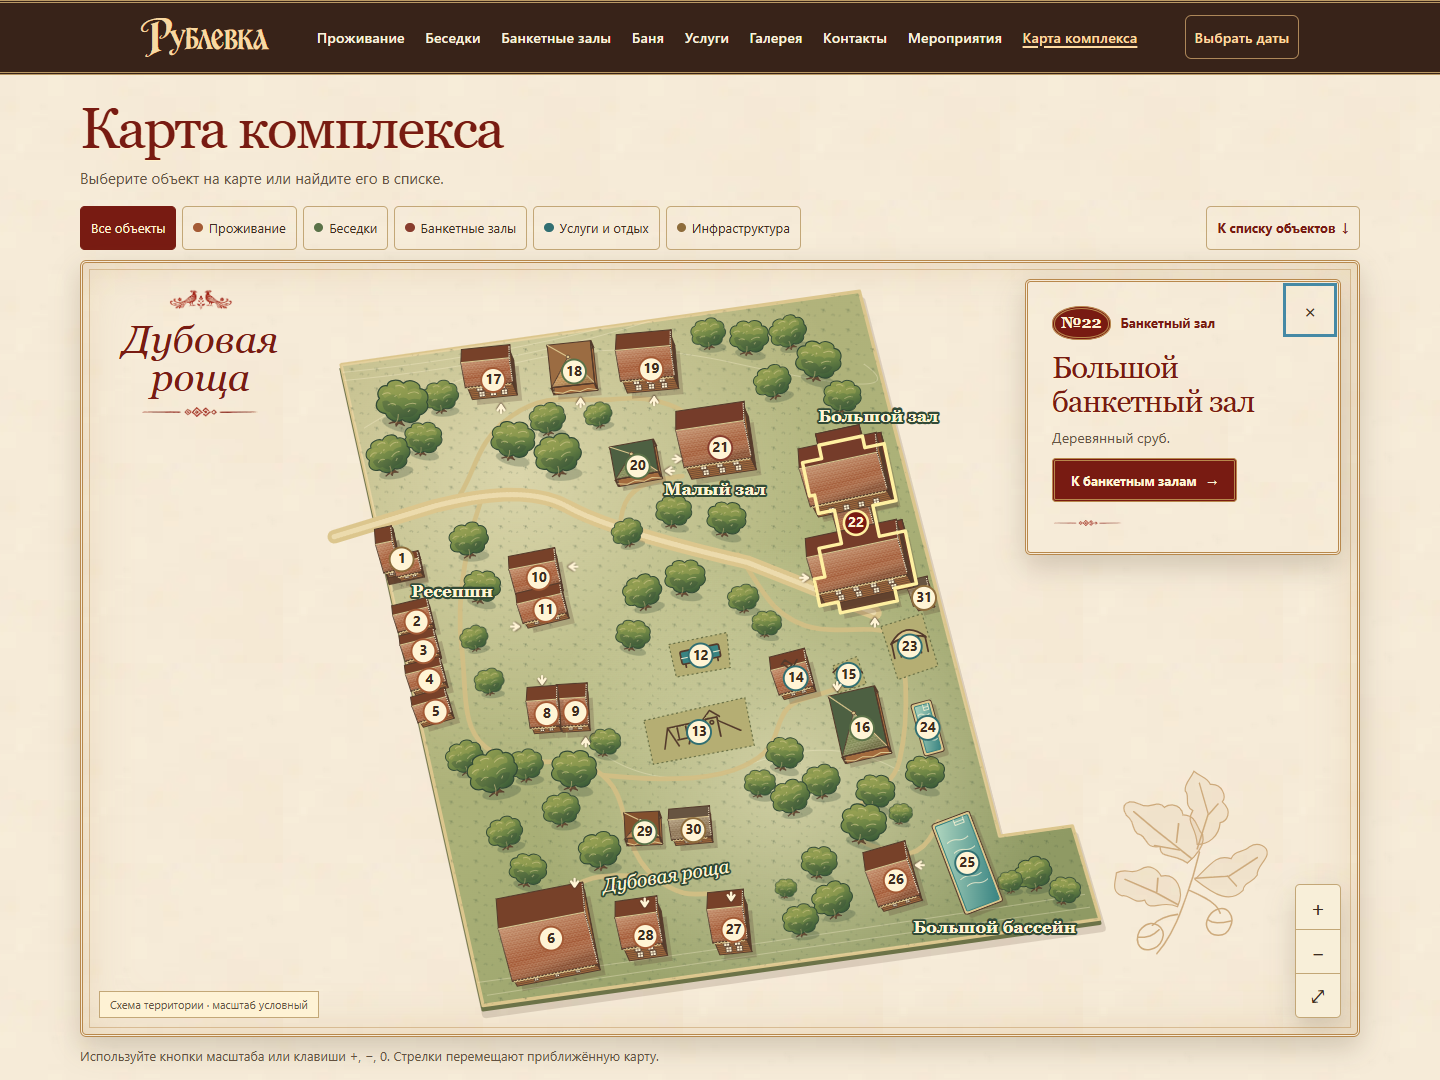 Рублевка
Проживание Беседки Банкетные залы Баня Услуги Галерея Контакты Мероприятия Карта комплекса Выбрать даты
Карта комплекса
Выберите объект на карте или найдите его в списке.
Все объекты Проживание Беседки Банкетные залы Услуги и отдых Инфраструктура К списку объектов ↓
Дубовая
роща
№22 Банкетный зал ×
Большой
банкетный зал
Деревянный сруб.
К банкетным залам →
17 18 19
Большой зал
20 21
Малый зал
22
1
10
Ресепшн
11
31
2
3
4
5
12
23
14 15
8 9
13
16
24
29 30
25
26
Дубовая роща
6
28
27
Большой бассейн
+
−
⤢
Схема территории · масштаб условный
Используйте кнопки масштаба или клавиши +, −, 0. Стрелки перемещают приближённую карту.